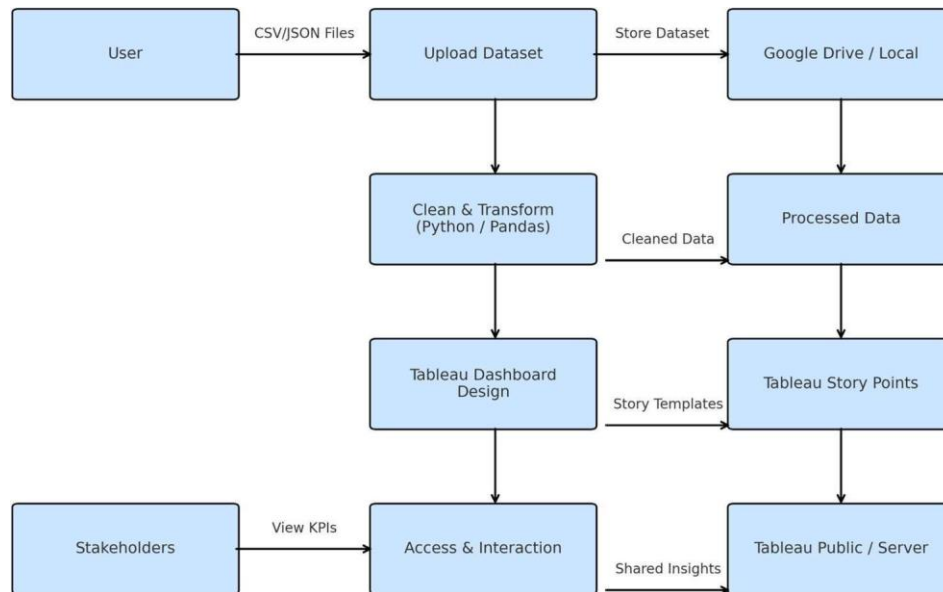 User
CSV/JSON Files
Upload Dataset
Store Dataset
Google Drive / Local
Clean & Transform
(Python / Pandas)
Cleaned Data
Processed Data
Tableau Dashboard
Design
Story Templates
Tableau Story Points
Stakeholders
View KPIs
Access & Interaction
Shared Insights
Tableau Public / Server